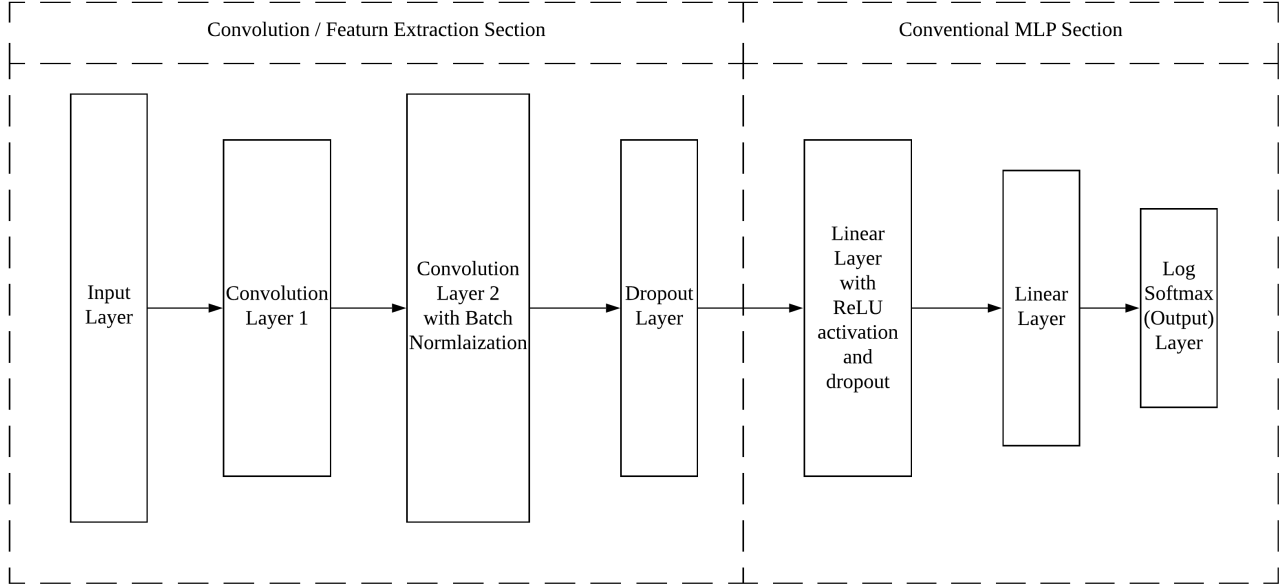 Convolution / Featurn Extraction Section
Conventional MLP Section
Input
Layer
Convolution
Layer 1
Convolution
Layer 2
with Batch
Normlaization
Dropout
Layer
Linear
Layer
with
ReLU
activation
and
dropout
Linear
Layer
Log
Softmax
(Output)
Layer